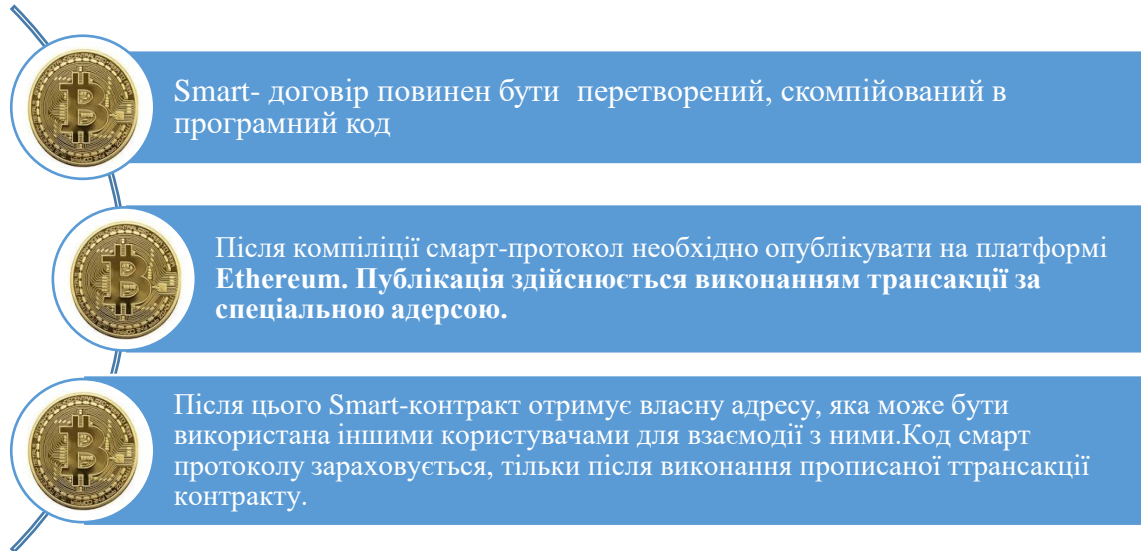 Smart- договір повинен бути  перетворений, скомпійований в
програмний код
Після компіліції смарт-протокол необхідно опублікувати на платформі
Ethereum. Публікація здійснюється виконанням трансакції за
спеціальною адерсою.
Після цього Smart-контракт отримує власну адресу, яка може бути
використана іншими користувачами для взаємодії з ними.Код смарт
протоколу зараховується, тільки після виконання прописаної ттрансакції
контракту.